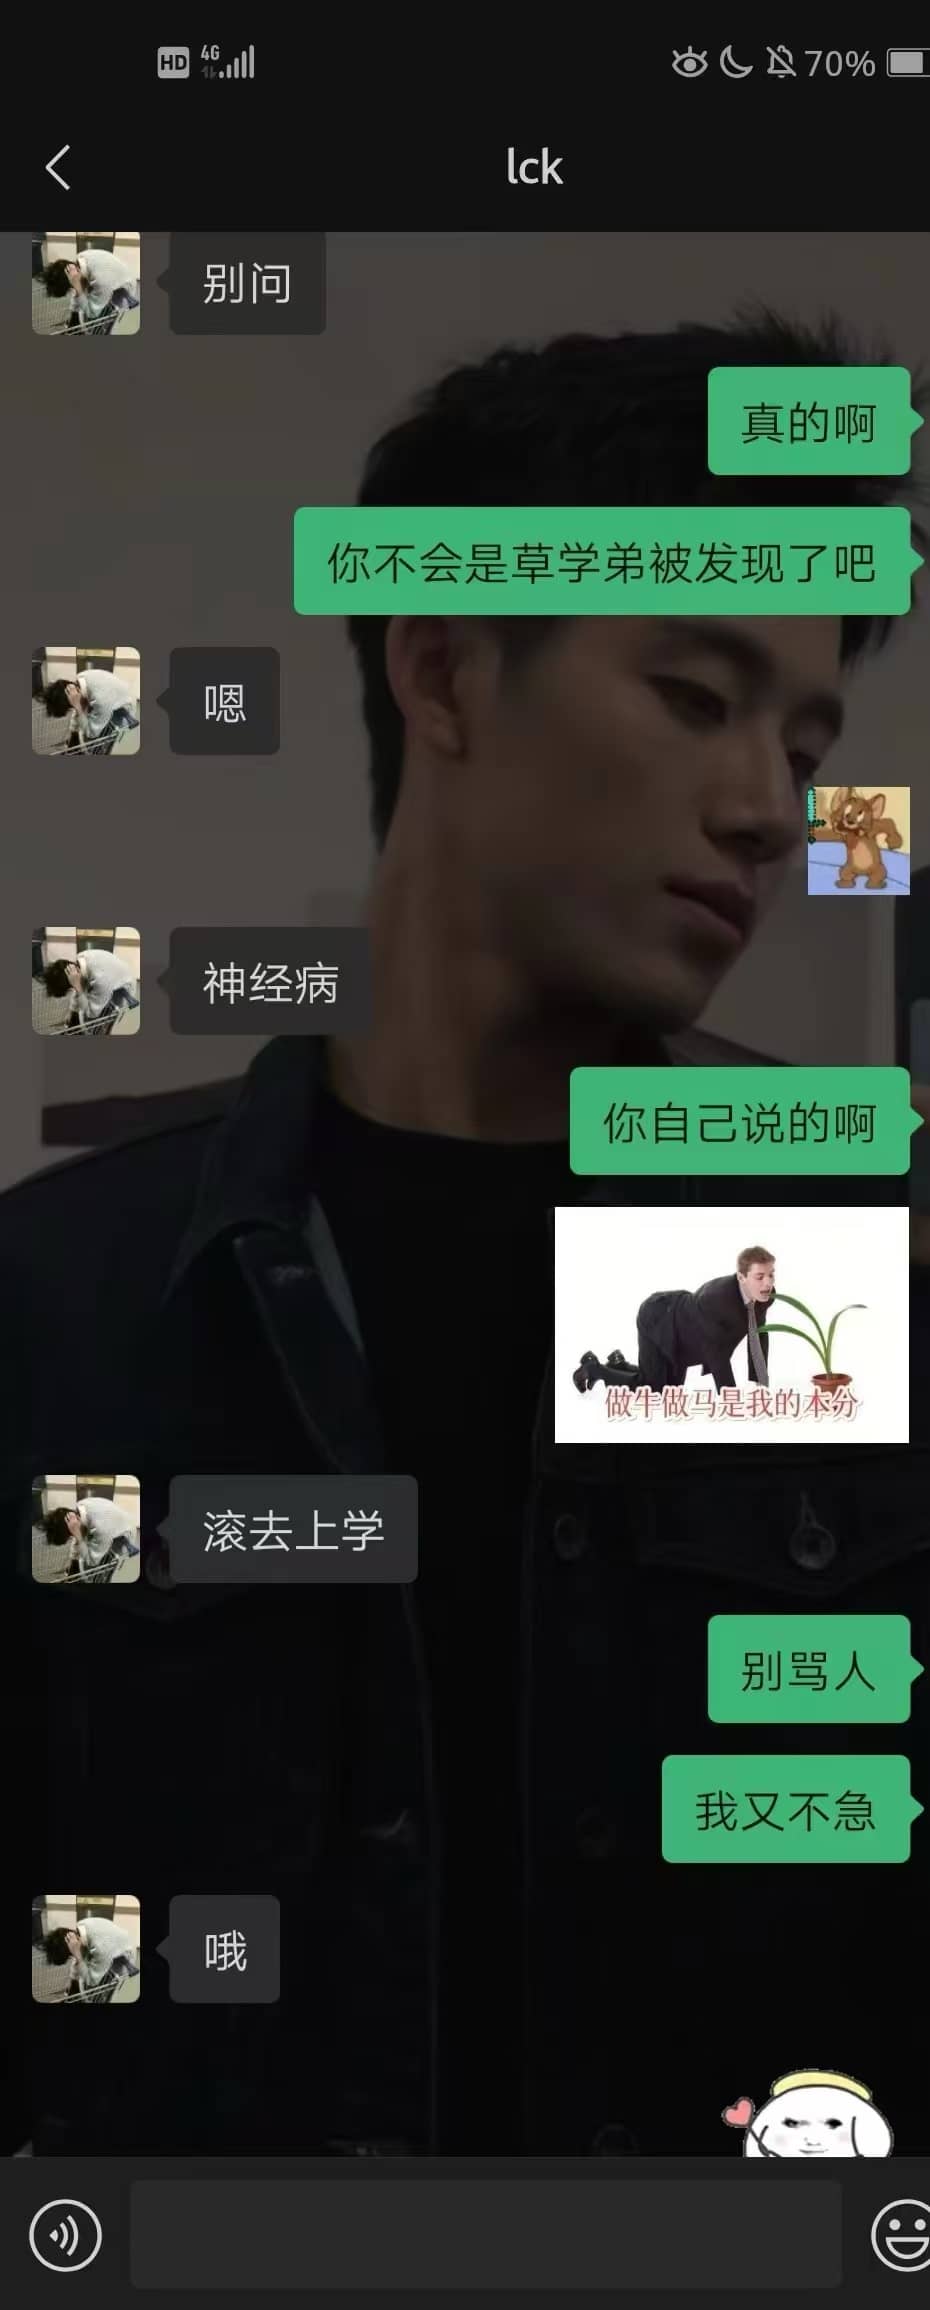 HD 4G 70%
lck
别问
真的啊
你不会是草学弟被发现了吧
嗯
神经病
你自己说的啊
做牛做马是我的本分
滚去上学
别骂人
我又不急
哦